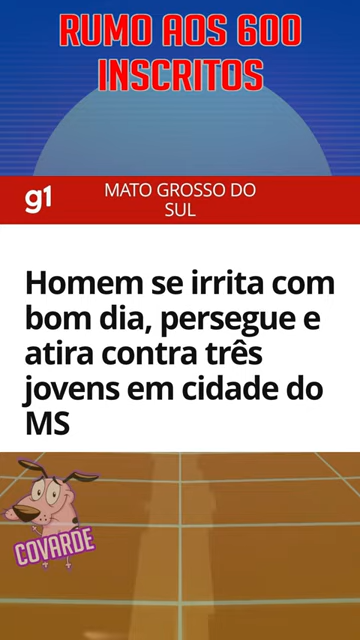 RUMO AOS 600
INSCRITOS
g1
MATO GROSSO DO
SUL
Homem se irrita com
bom dia, persegue e
atira contra três
jovens em cidade do
MS
COVARDE